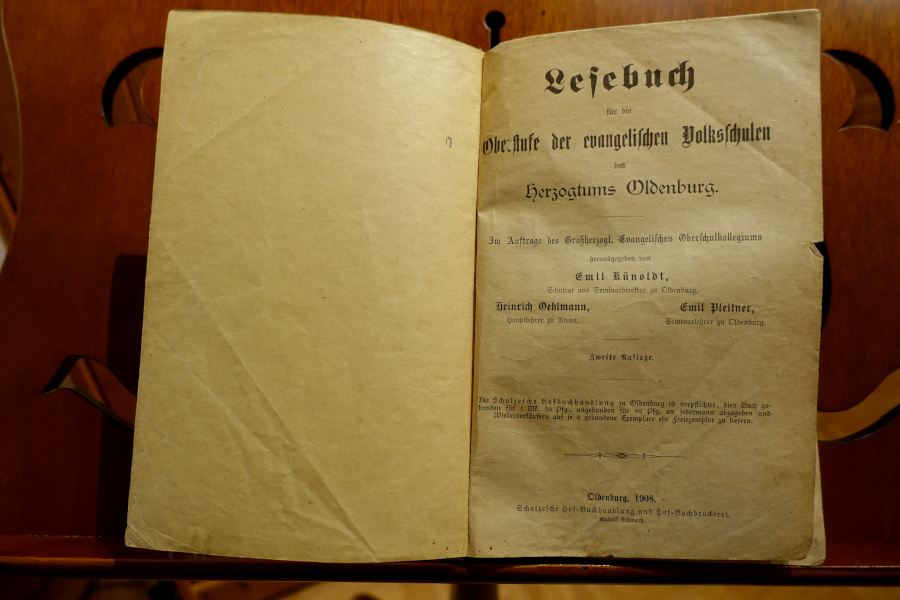 Lesebuch
für die
Oberstufe der evangelischen Volksschulen
des
Herzogtums Oldenburg.
Im Auftrage des Großherzogl. Evangelischen Oberschulkollegiums
herausgegeben von
Emil Künoldt,
Schulrat und Seminardirektor zu Oldenburg,
Heinrich Oehlmann,
Hauptlehrer zu Atens.
Emil Pleitner,
Seminarlehrer zu Oldenburg.
Zweite Auflage.
Die Schulzesche Hofbuchhandlung zu Oldenburg ist verpflichtet, dies Buch ge-
bunden für 1 Mk. 50 Pfg., ungebunden für Pfg. an jedermann abzugeben und
Wiederverkäufern auf je gebundene Exemplare ein Freiexemplar zu liefern.
Oldenburg, 1908.
Schulzesche Hof-Buchhandlung und Hof-Buchdruckerei.
Rudolf Schwartz.